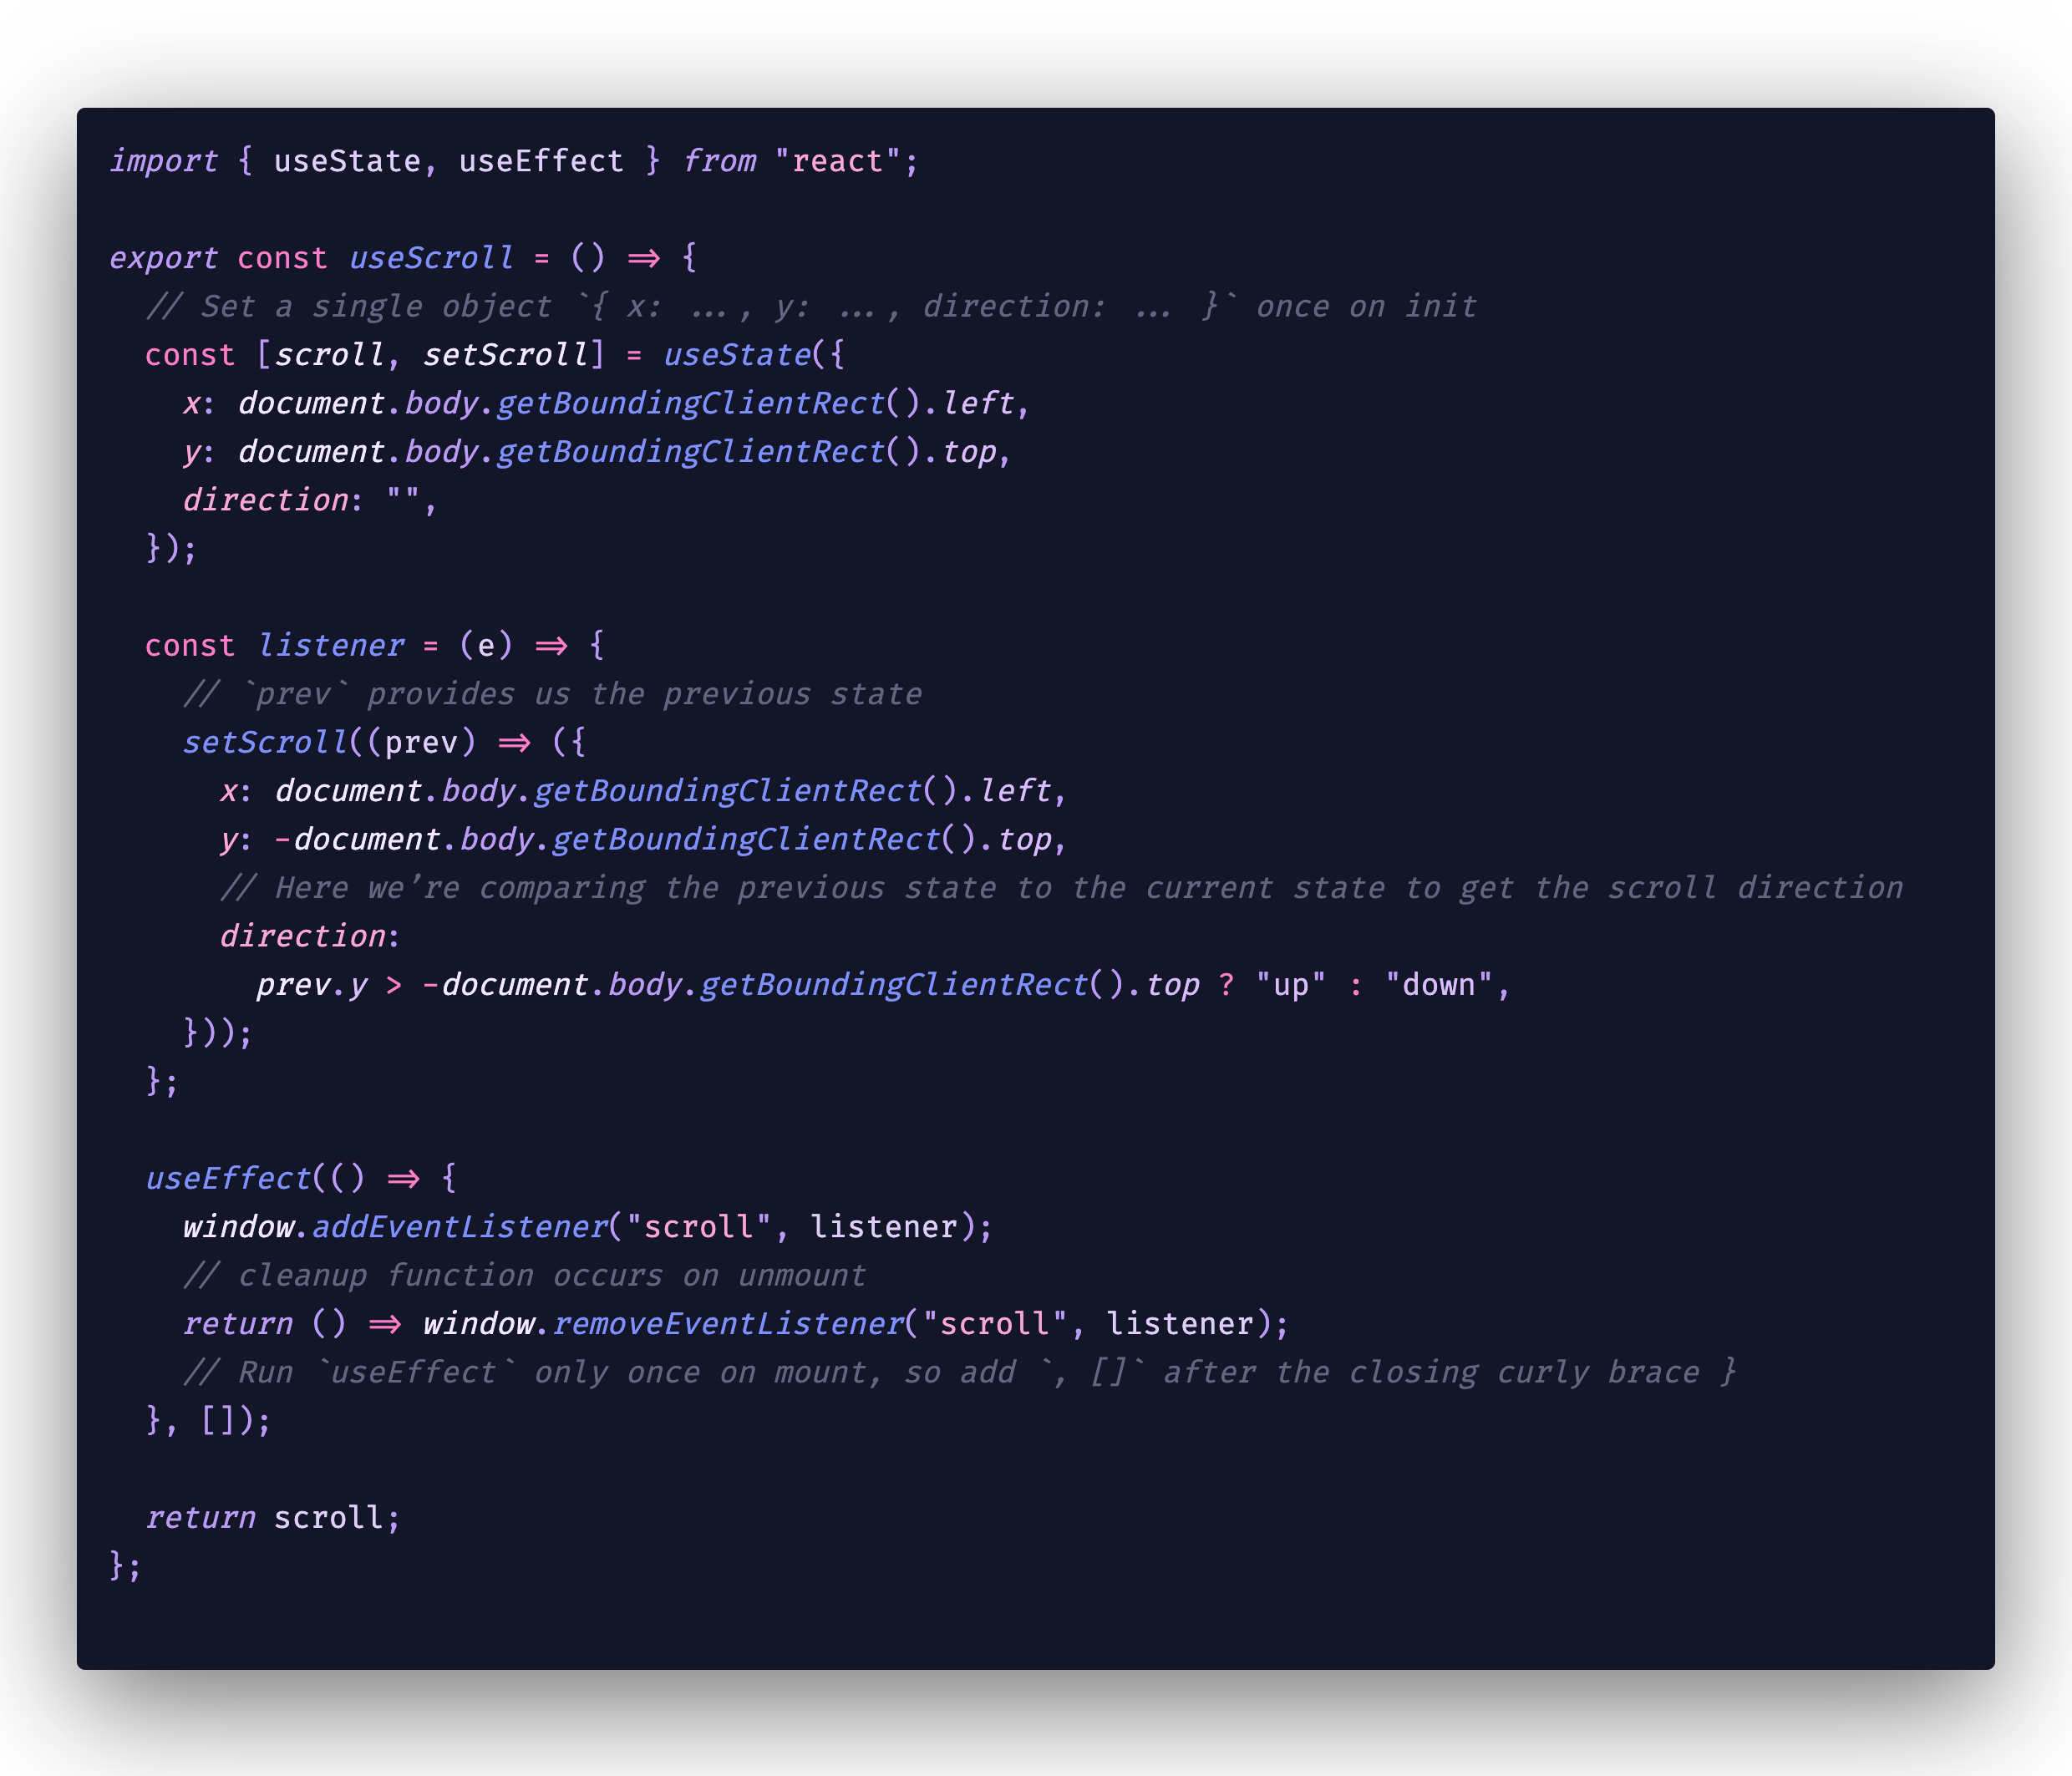 import { useState, useEffect } from "react";
export const useScroll = () => {
// Set a single object `{ x: ..., y: ..., direction: ... }` once on init
const [scroll, setScroll] = useState({
x: document.body.getBoundingClientRect().left,
y: document.body.getBoundingClientRect().top,
direction: "",
});
const listener = (e) => {
// `prev` provides us the previous state
setScroll((prev) => ({
x: document.body.getBoundingClientRect().left,
y: -document.body.getBoundingClientRect().top,
// Here we’re comparing the previous state to the current state to get the scroll direction
direction:
prev.y > -document.body.getBoundingClientRect().top ? "up" : "down",
}));
};
useEffect(() => {
window.addEventListener("scroll", listener);
// cleanup function occurs on unmount
return () => window.removeEventListener("scroll", listener);
// Run `useEffect` only once on mount, so add `, []` after the closing curly brace }
}, []);
return scroll;
};